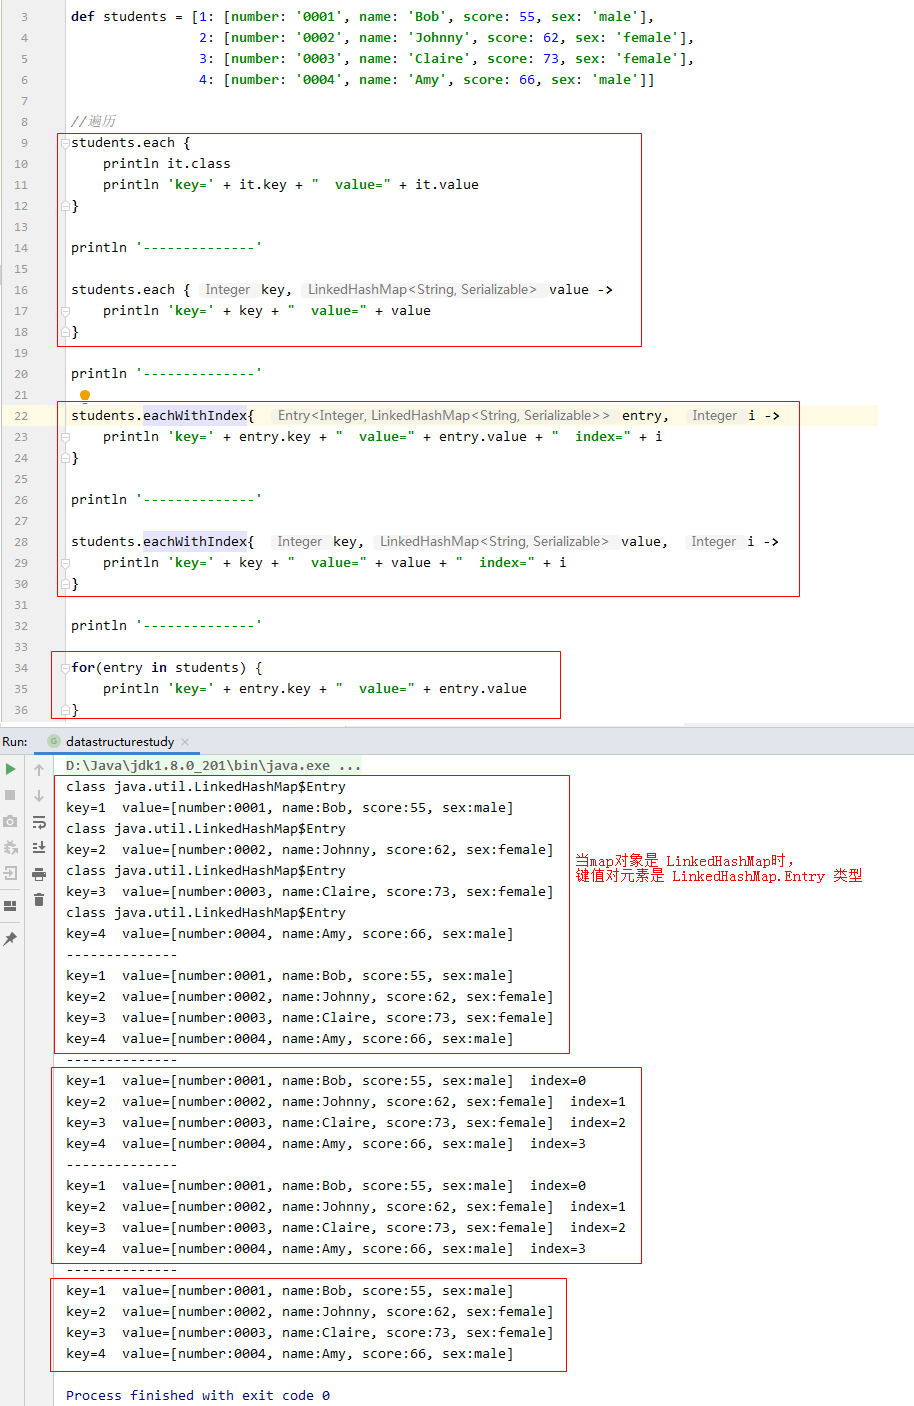 3 def students = [1: [number: '0001', name: 'Bob', score: 55, sex: 'male'],
4 2: [number: '0002', name: 'Johnny', score: 62, sex: 'female'],
5 3: [number: '0003', name: 'Claire', score: 73, sex: 'female'],
6 4: [number: '0004', name: 'Amy', score: 66, sex: 'male']]
7
8 //遍历
9 students.each {
10 println it.class
11 println 'key=' + it.key + "  value=" + it.value
12 }
13
14 println '--------------'
15
16 students.each { Integer key, LinkedHashMap<String, Serializable> value ->
17 println 'key=' + key + "  value=" + value
18 }
19
20 println '--------------'
21
22 students.eachWithIndex{ Entry<Integer, LinkedHashMap<String, Serializable>> entry, Integer i ->
23 println 'key=' + entry.key + "  value=" + entry.value + "  index=" + i
24 }
25
26 println '--------------'
27
28 students.eachWithIndex{ Integer key, LinkedHashMap<String, Serializable> value, Integer i ->
29 println 'key=' + key + "  value=" + value + "  index=" + i
30 }
31
32 println '--------------'
33
34 for(entry in students) {
35 println 'key=' + entry.key + "  value=" + entry.value
36 }
Run: datastructurestudy
D:\Java\jdk1.8.0_201\bin\java.exe ...
class java.util.LinkedHashMap$Entry
key=1  value=[number:0001, name:Bob, score:55, sex:male]
class java.util.LinkedHashMap$Entry
key=2  value=[number:0002, name:Johnny, score:62, sex:female]
class java.util.LinkedHashMap$Entry
key=3  value=[number:0003, name:Claire, score:73, sex:female]
class java.util.LinkedHashMap$Entry
key=4  value=[number:0004, name:Amy, score:66, sex:male]
当map对象是 LinkedHashMap时，
键值对元素是 LinkedHashMap.Entry 类型
--------------
key=1  value=[number:0001, name:Bob, score:55, sex:male]
key=2  value=[number:0002, name:Johnny, score:62, sex:female]
key=3  value=[number:0003, name:Claire, score:73, sex:female]
key=4  value=[number:0004, name:Amy, score:66, sex:male]
--------------
key=1  value=[number:0001, name:Bob, score:55, sex:male]  index=0
key=2  value=[number:0002, name:Johnny, score:62, sex:female]  index=1
key=3  value=[number:0003, name:Claire, score:73, sex:female]  index=2
key=4  value=[number:0004, name:Amy, score:66, sex:male]  index=3
--------------
key=1  value=[number:0001, name:Bob, score:55, sex:male]  index=0
key=2  value=[number:0002, name:Johnny, score:62, sex:female]  index=1
key=3  value=[number:0003, name:Claire, score:73, sex:female]  index=2
key=4  value=[number:0004, name:Amy, score:66, sex:male]  index=3
--------------
key=1  value=[number:0001, name:Bob, score:55, sex:male]
key=2  value=[number:0002, name:Johnny, score:62, sex:female]
key=3  value=[number:0003, name:Claire, score:73, sex:female]
key=4  value=[number:0004, name:Amy, score:66, sex:male]
Process finished with exit code 0